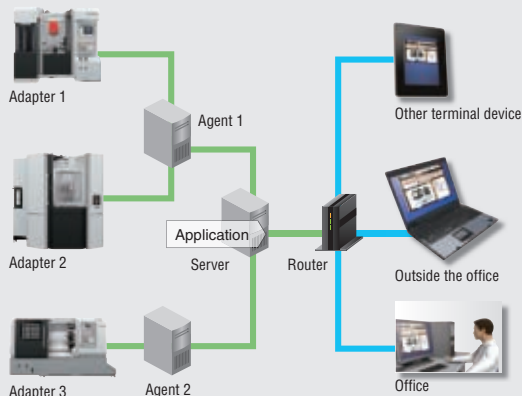 Adapter 1
Agent 1
Other terminal device
Adapter 2
Application
Server
Router
Outside the office
Adapter 3
Agent 2
Office